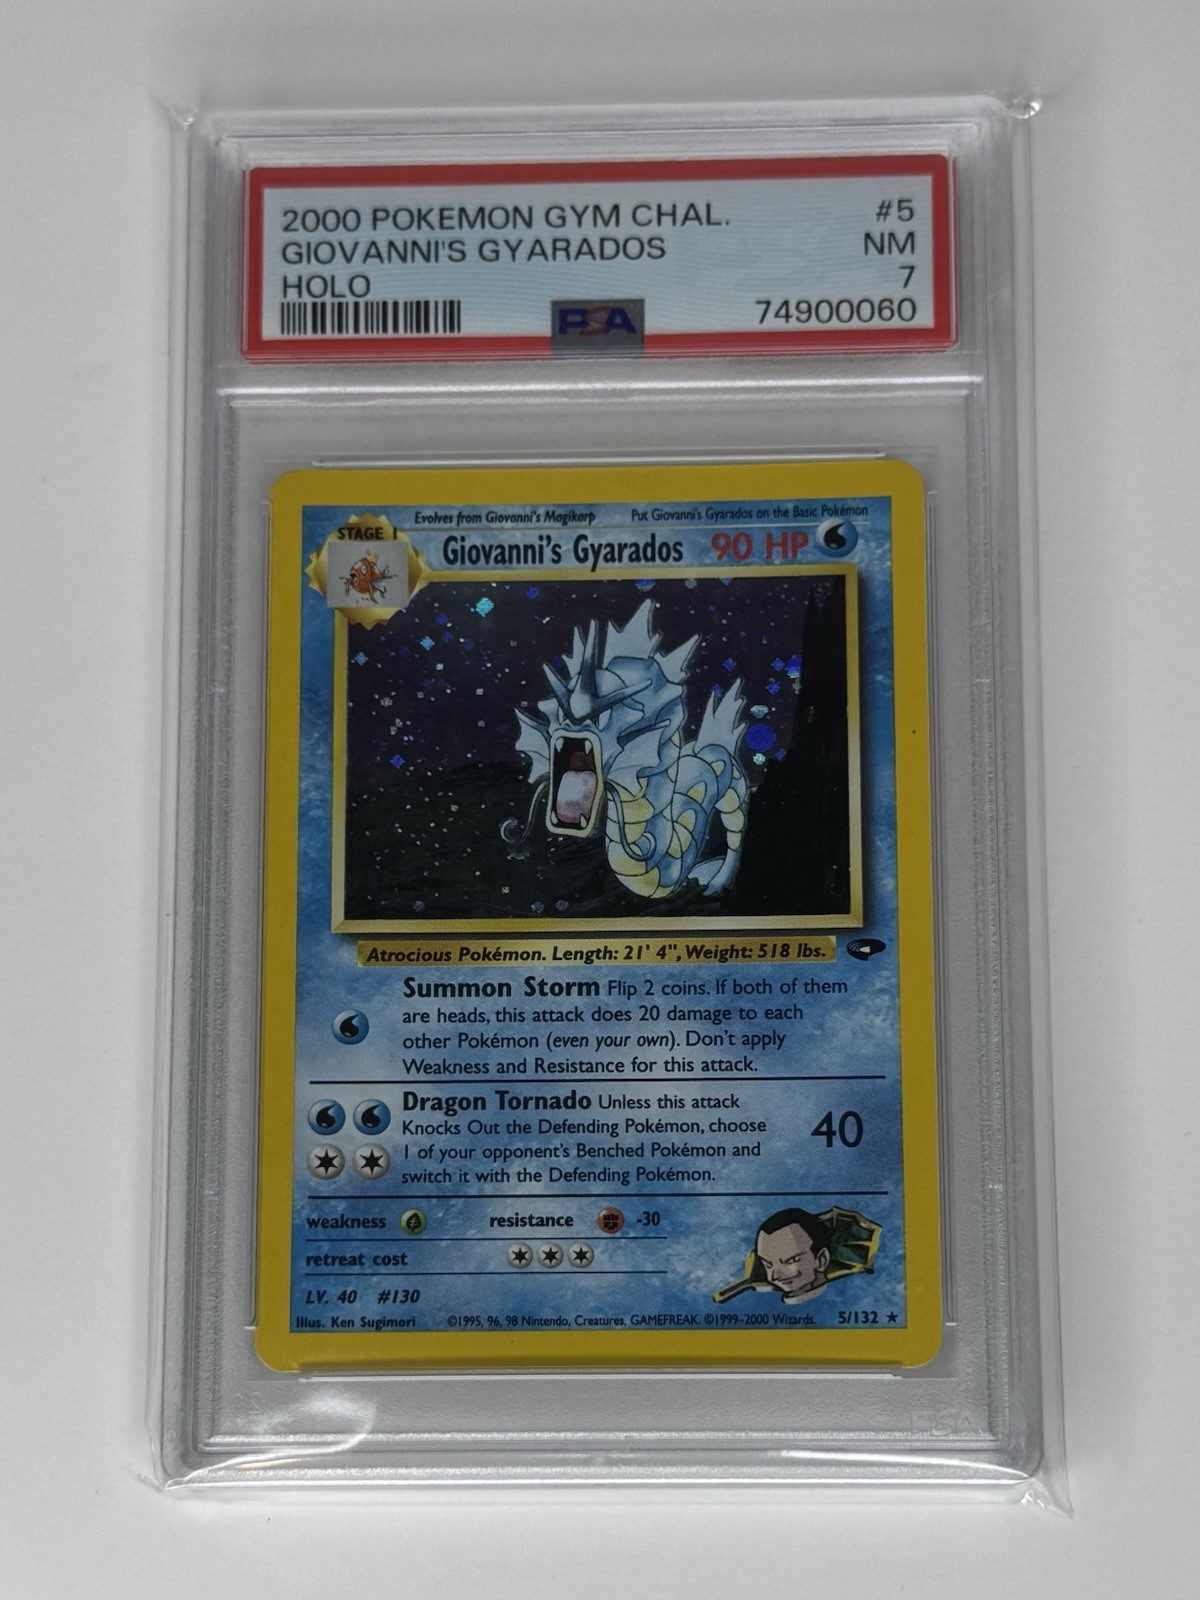 2000 POKEMON GYM CHAL. #5
GIOVANNI'S GYARADOS NM
HOLO 7
PSA 74900060
Evolves from Giovanni's Magikarp Put Giovanni's Gyarados on the Basic Pokémon
STAGE 1
Giovanni's Gyarados 90 HP
Atrocious Pokémon. Length: 21' 4", Weight: 518 lbs.
Summon Storm Flip 2 coins. If both of them
are heads, this attack does 20 damage to each
other Pokémon (even your own). Don't apply
Weakness and Resistance for this attack.
Dragon Tornado Unless this attack
Knocks Out the Defending Pokémon, choose
1 of your opponent's Benched Pokémon and
switch it with the Defending Pokémon.
40
weakness resistance -30
retreat cost
LV. 40 #130
Illus. Ken Sugimori ©1995, 96, 98 Nintendo, Creatures, GAMEFREAK. ©1999-2000 Wizards. 5/132 ★
PSA